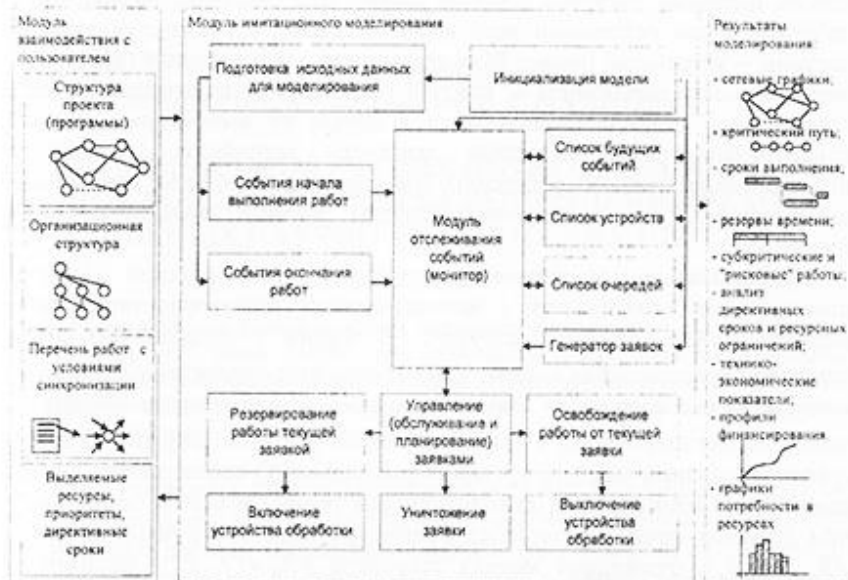 Модуль
взаимодействия с
пользователем
Структура
проекта
(программы)
Организационная
структура
Перечень работ с
условиями
синхронизации
Выделяемые
ресурсы,
приоритеты,
директивные
сроки
Модуль имитационного моделирования
Подготовка исходных данных
для моделирования
Инициализация модели
События начала
выполнения работ
События окончания
работ
Модуль
отслеживания
событий
(монитор)
Список будущих
событий
Список устройств
Список очередей
Генератор заявок
Резервирование
работы текущей
заявкой
Управление
(обслуживание и
планирование)
заявками
Освобождение
работы от текущей
заявки
Включение
устройства обработки
Уничтожение
заявки
Выключение
устройства
обработки
Результаты
моделирования:
- сетевые графики;
- критический путь;
- сроки выполнения;
- резервы времени;
- субкритические и
"рисковые" работы;
- анализ
директивных
сроков и ресурсных
ограничений;
- технико-
экономические
показатели;
- профили
финансирования
- графики
потребности в
ресурсах